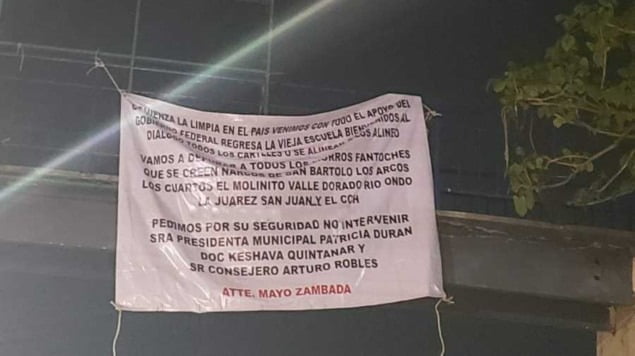 COMIENZA LA LIMPIA EN EL PAIS VENIMOS CON TODO EL APOYO DEL
GOBIERNO FEDERAL REGRESA LA VIEJA ESCUELA BIENVENIDOS AL
DIALOGO TODOS LOS CARTELES U SE ALINEAN O LOS ALINEO
VAMOS A TODOS LOS MORROS FANTOCHES
QUE SE CREEN NARCOS DE SAN BARTOLO LOS ARCOS
LOS CUARTOS EL MOLINITO VALLE DORADO RIO ONDO
LA JUAREZ SAN JUAN,Y EL CCH
PEDIMOS POR SU SEGURIDAD NO INTERVENIR
SRA PRESIDENTA MUNICIPAL PATRICIA DURAN
DOC KESHAVA QUINTANAR Y
SR CONSEJERO ARTURO ROBLES
ATTE. MAYO ZAMBADA